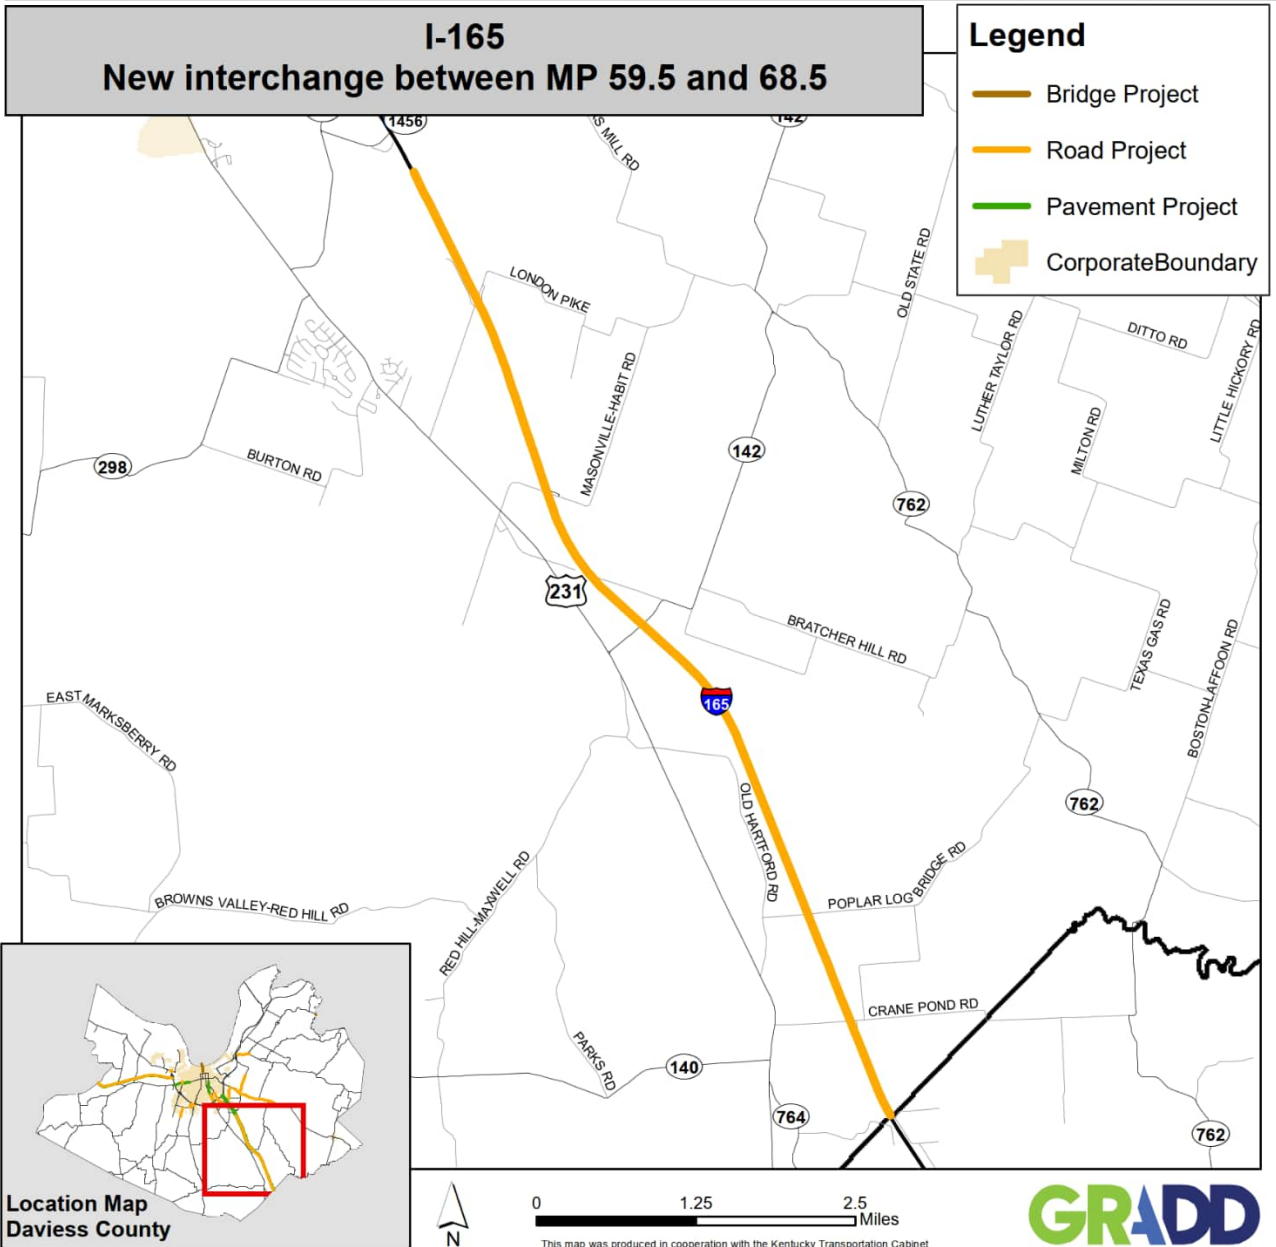 I-165
New interchange between MP 59.5 and 68.5
Legend
Bridge Project
Road Project
Pavement Project
CorporateBoundary
1456
S MILL RD
142
OLD STATE RD
LONDON PIKE
LUTHER TAYLOR RD
DITTO RD
LITTLE HICKORY RD
MASONVILLE-HABIT RD
MILTON RD
142
298
BURTON RD
762
231
BRATCHER HILL RD
TEXAS GAS RD
BOSTON-LAFFOON RD
165
EAST MARKSBERRY RD
762
OLD HARTFORD RD
POPLAR LOG BRIDGE RD
BROWNS VALLEY-RED HILL RD
RED HILL-MAXWELL RD
CRANE POND RD
PARKS RD
140
764
762
Location Map
Daviess County
N
0 1.25 2.5
Miles
This map was produced in cooperation with the Kentucky Transportation Cabinet
GRADD